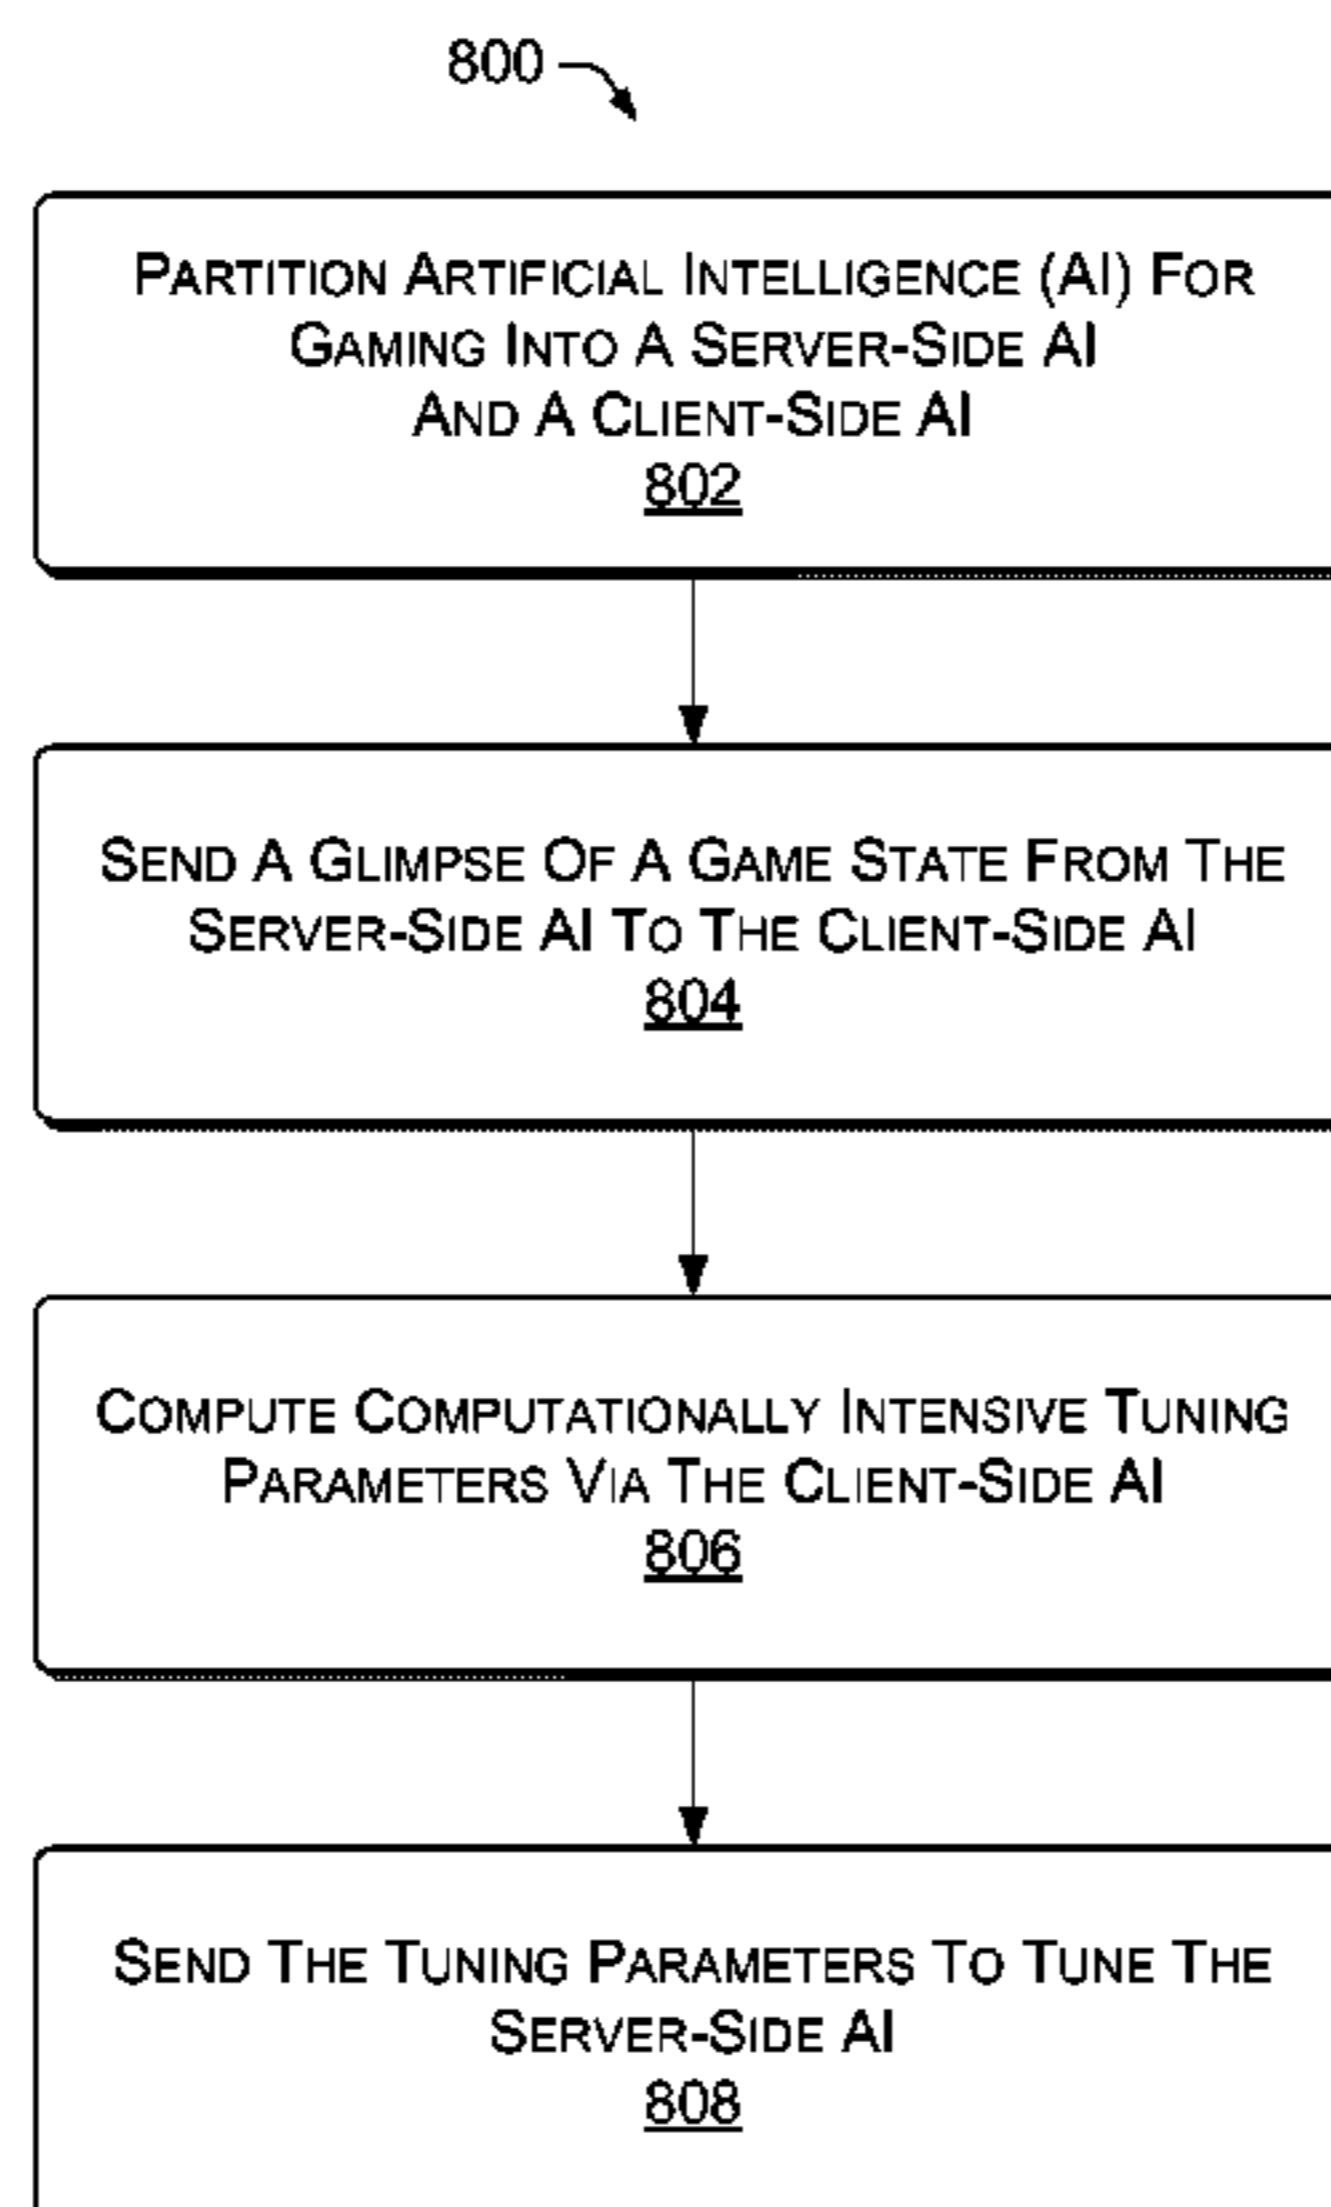 800
PARTITION ARTIFICIAL INTELLIGENCE (AI) FOR
GAMING INTO A SERVER-SIDE AI
AND A CLIENT-SIDE AI
802
SEND A GLIMPSE OF A GAME STATE FROM THE
SERVER-SIDE AI TO THE CLIENT-SIDE AI
804
COMPUTE COMPUTATIONALLY INTENSIVE TUNING
PARAMETERS VIA THE CLIENT-SIDE AI
806
SEND THE TUNING PARAMETERS TO TUNE THE
SERVER-SIDE AI
808